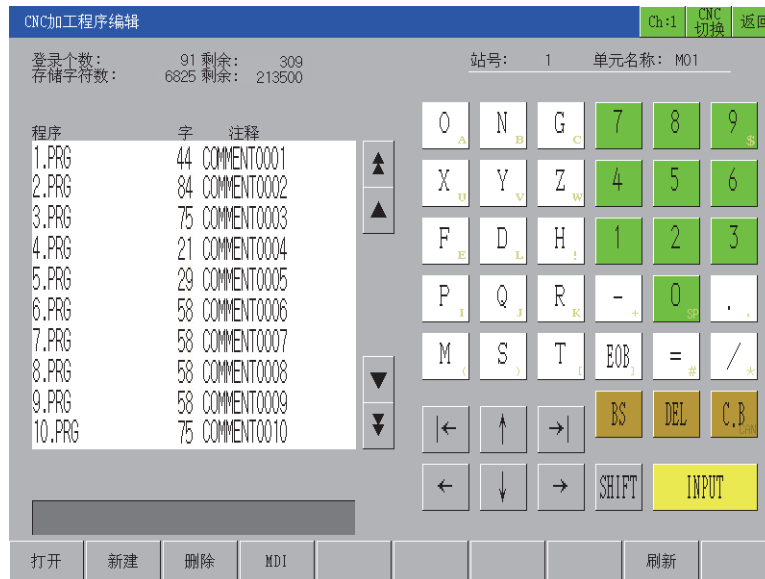 CNC加工程序编辑 Ch:1 CNC切换 返回
登录个数: 91 剩余: 309 站号: 1 单元名称: M01
存储字符数: 6825 剩余: 213500
程序 字 注释
1.PRG 44 COMMENT0001
2.PRG 84 COMMENT0002
3.PRG 75 COMMENT0003
4.PRG 21 COMMENT0004
5.PRG 29 COMMENT0005
6.PRG 58 COMMENT0006
7.PRG 58 COMMENT0007
8.PRG 58 COMMENT0008
9.PRG 58 COMMENT0009
10.PRG 75 COMMENT0010
O A N B G C 7 8 9 $
X U Y V Z W 4 5 6
F E D L H ! 1 2 3
P I Q J R K - + 0 SP . ,
M ( S ) T [ EOB ] = # / *
BS DEL C.B CAN
|← ↑ →|
← ↓ → SHIFT INPUT
打开 新建 删除 MDI 刷新